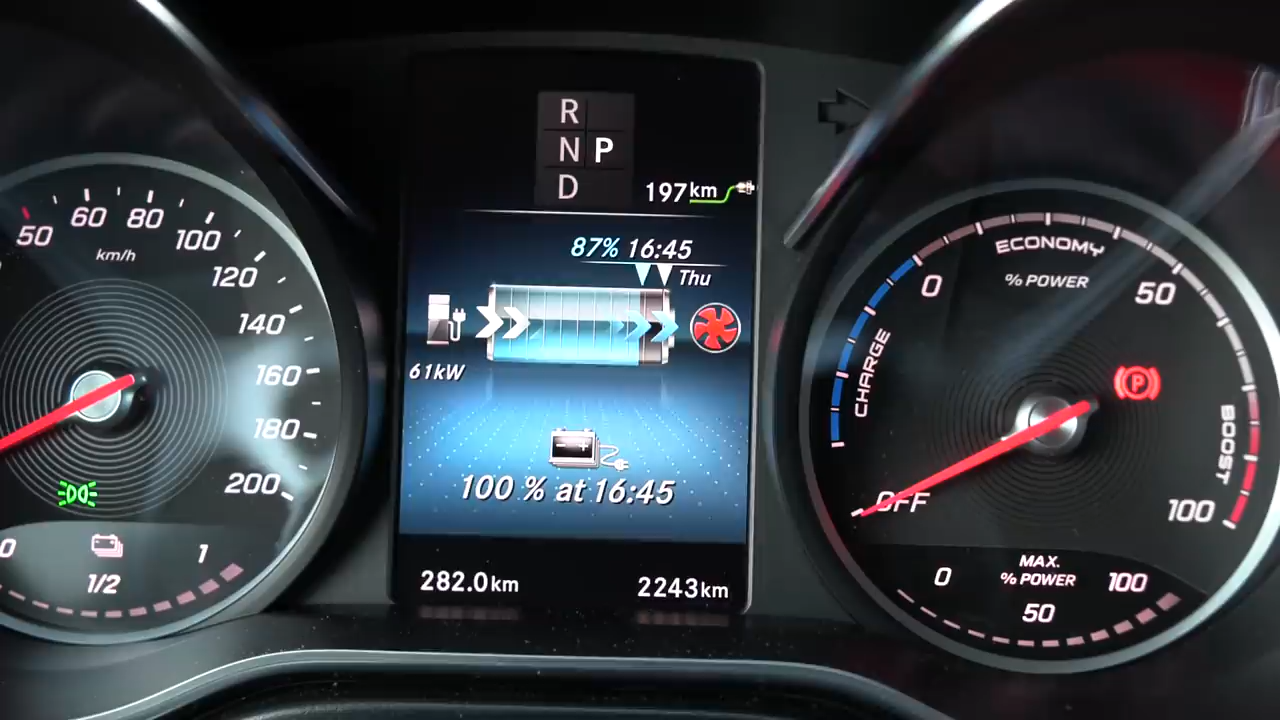 50 60 80 100 120 140 160 180 200
km/h
0 1
1/2
R
N P
D
197km
87% 16:45
Thu
61kW
- +
100 % at 16:45
282.0km 2243km
CHARGE 0 ECONOMY 50 BOOST 100
% POWER
P
OFF
MAX.
0 % POWER 100
50